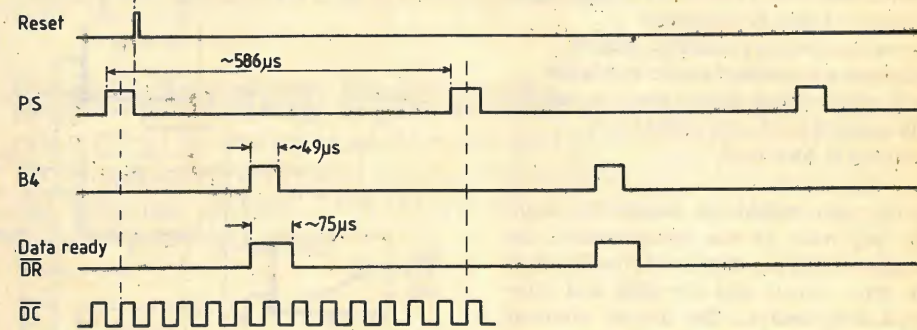 Reset
~586µs
PS
~49µs
B4'
~75µs
Data ready
DR
DC